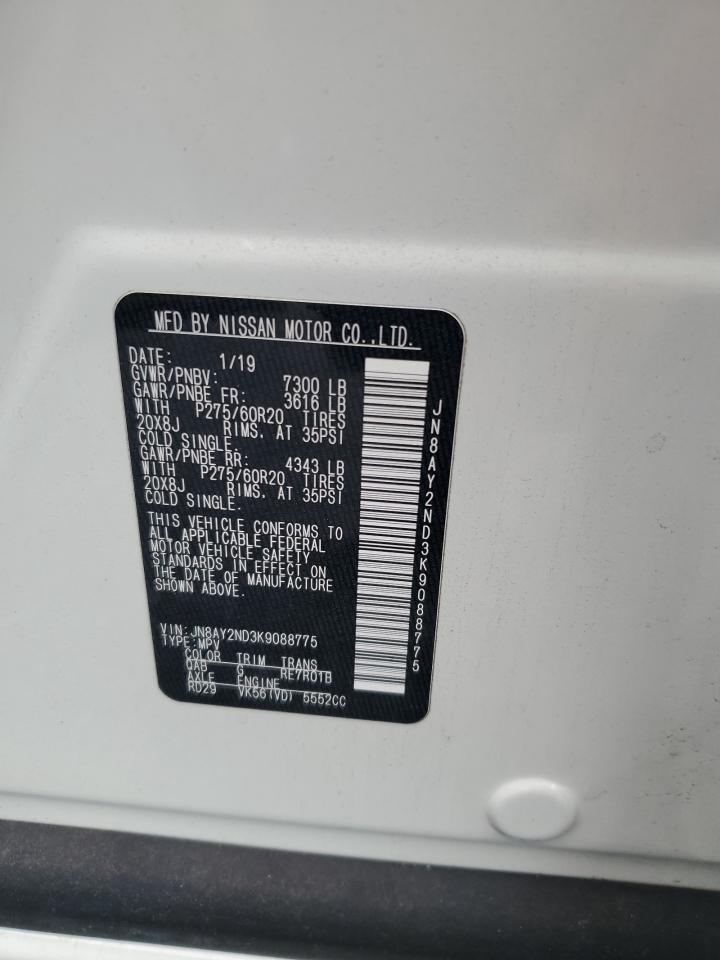 MFD BY NISSAN MOTOR CO.,LTD.
DATE: 1/19
GVWR/PNBV: 7300 LB
GAWR/PNBE FR: 3616 LB
WITH P275/60R20 TIRES
20X8J RIMS. AT 35PSI
COLD SINGLE.
GAWR/PNBE RR: 4343 LB
WITH P275/60R20 TIRES
20X8J RIMS. AT 35PSI
COLD SINGLE.
THIS VEHICLE CONFORMS TO
ALL APPLICABLE FEDERAL
MOTOR VEHICLE SAFETY
STANDARDS IN EFFECT ON
THE DATE OF MANUFACTURE
SHOWN ABOVE.
VIN:JN8AY2ND3K9088775
TYPE:MPV
COLOR TRIM TRANS
QAB G RE7R01B
AXLE ENGINE
RD29 VK56(VD) 5552CC
JN8AY2ND3K9088775